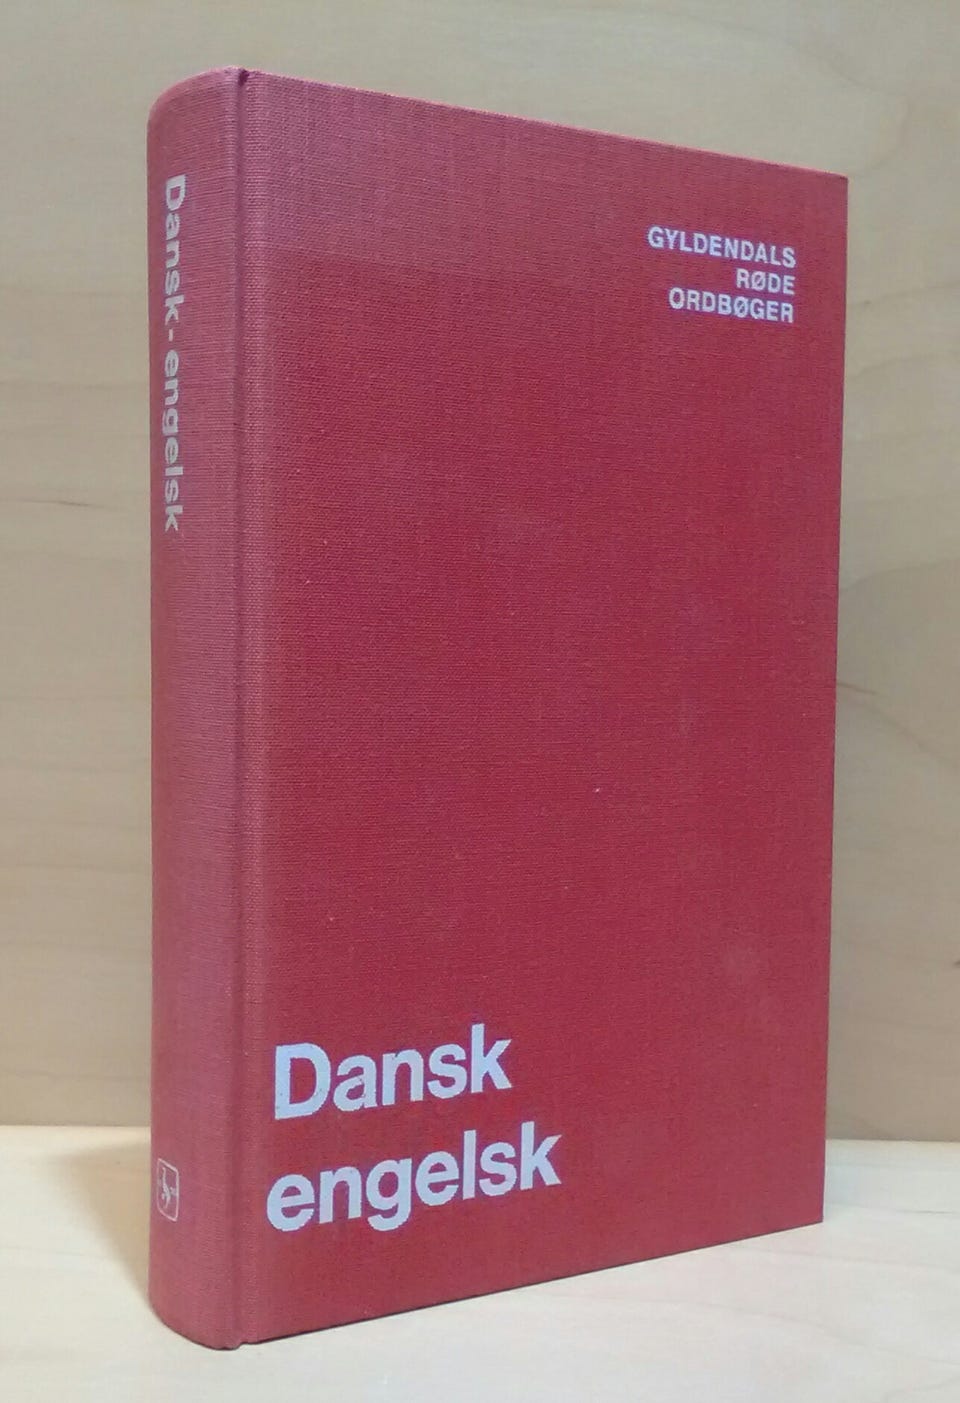 Dansk - engelsk
GYLDENDALS
RØDE
ORDBØGER
Dansk
engelsk